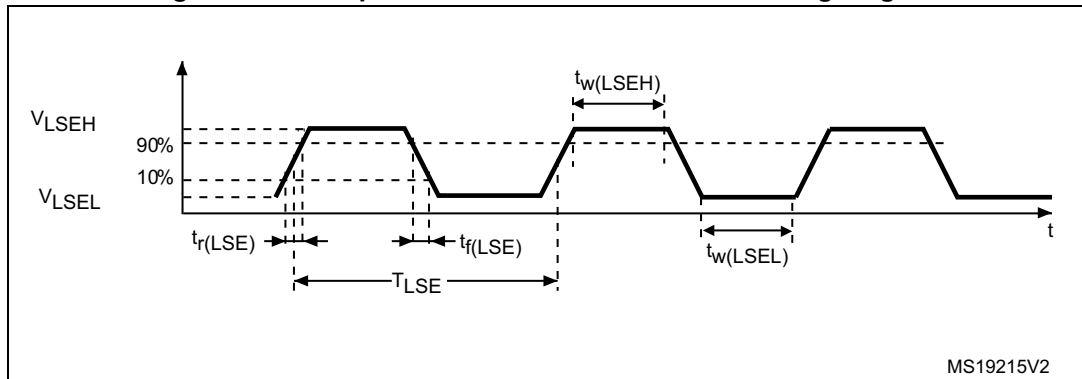 tw(LSEH)
VLSEH
90%
10%
VLSEL
t
tr(LSE)
tf(LSE)
tw(LSEL)
TLSE
MS19215V2